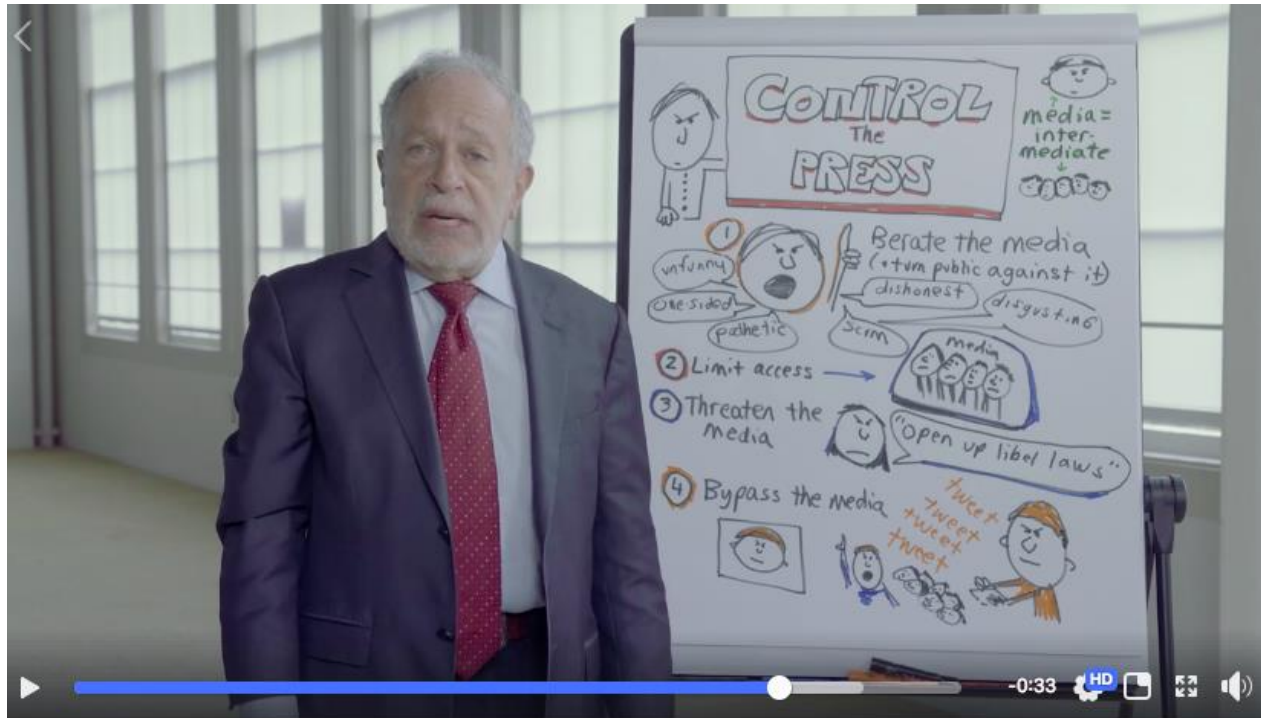 CONTROL
The
PRESS
?
media =
inter-
mediate
1
Berate the media
(+ turn public against it)
unfunny
one-sided
pathetic
dishonest
disgusting
scum
media
2 Limit access →
3 Threaten the
media
"Open up libel laws"
4 Bypass the media
tweet
tweet
tweet
tweet
-0:33
HD